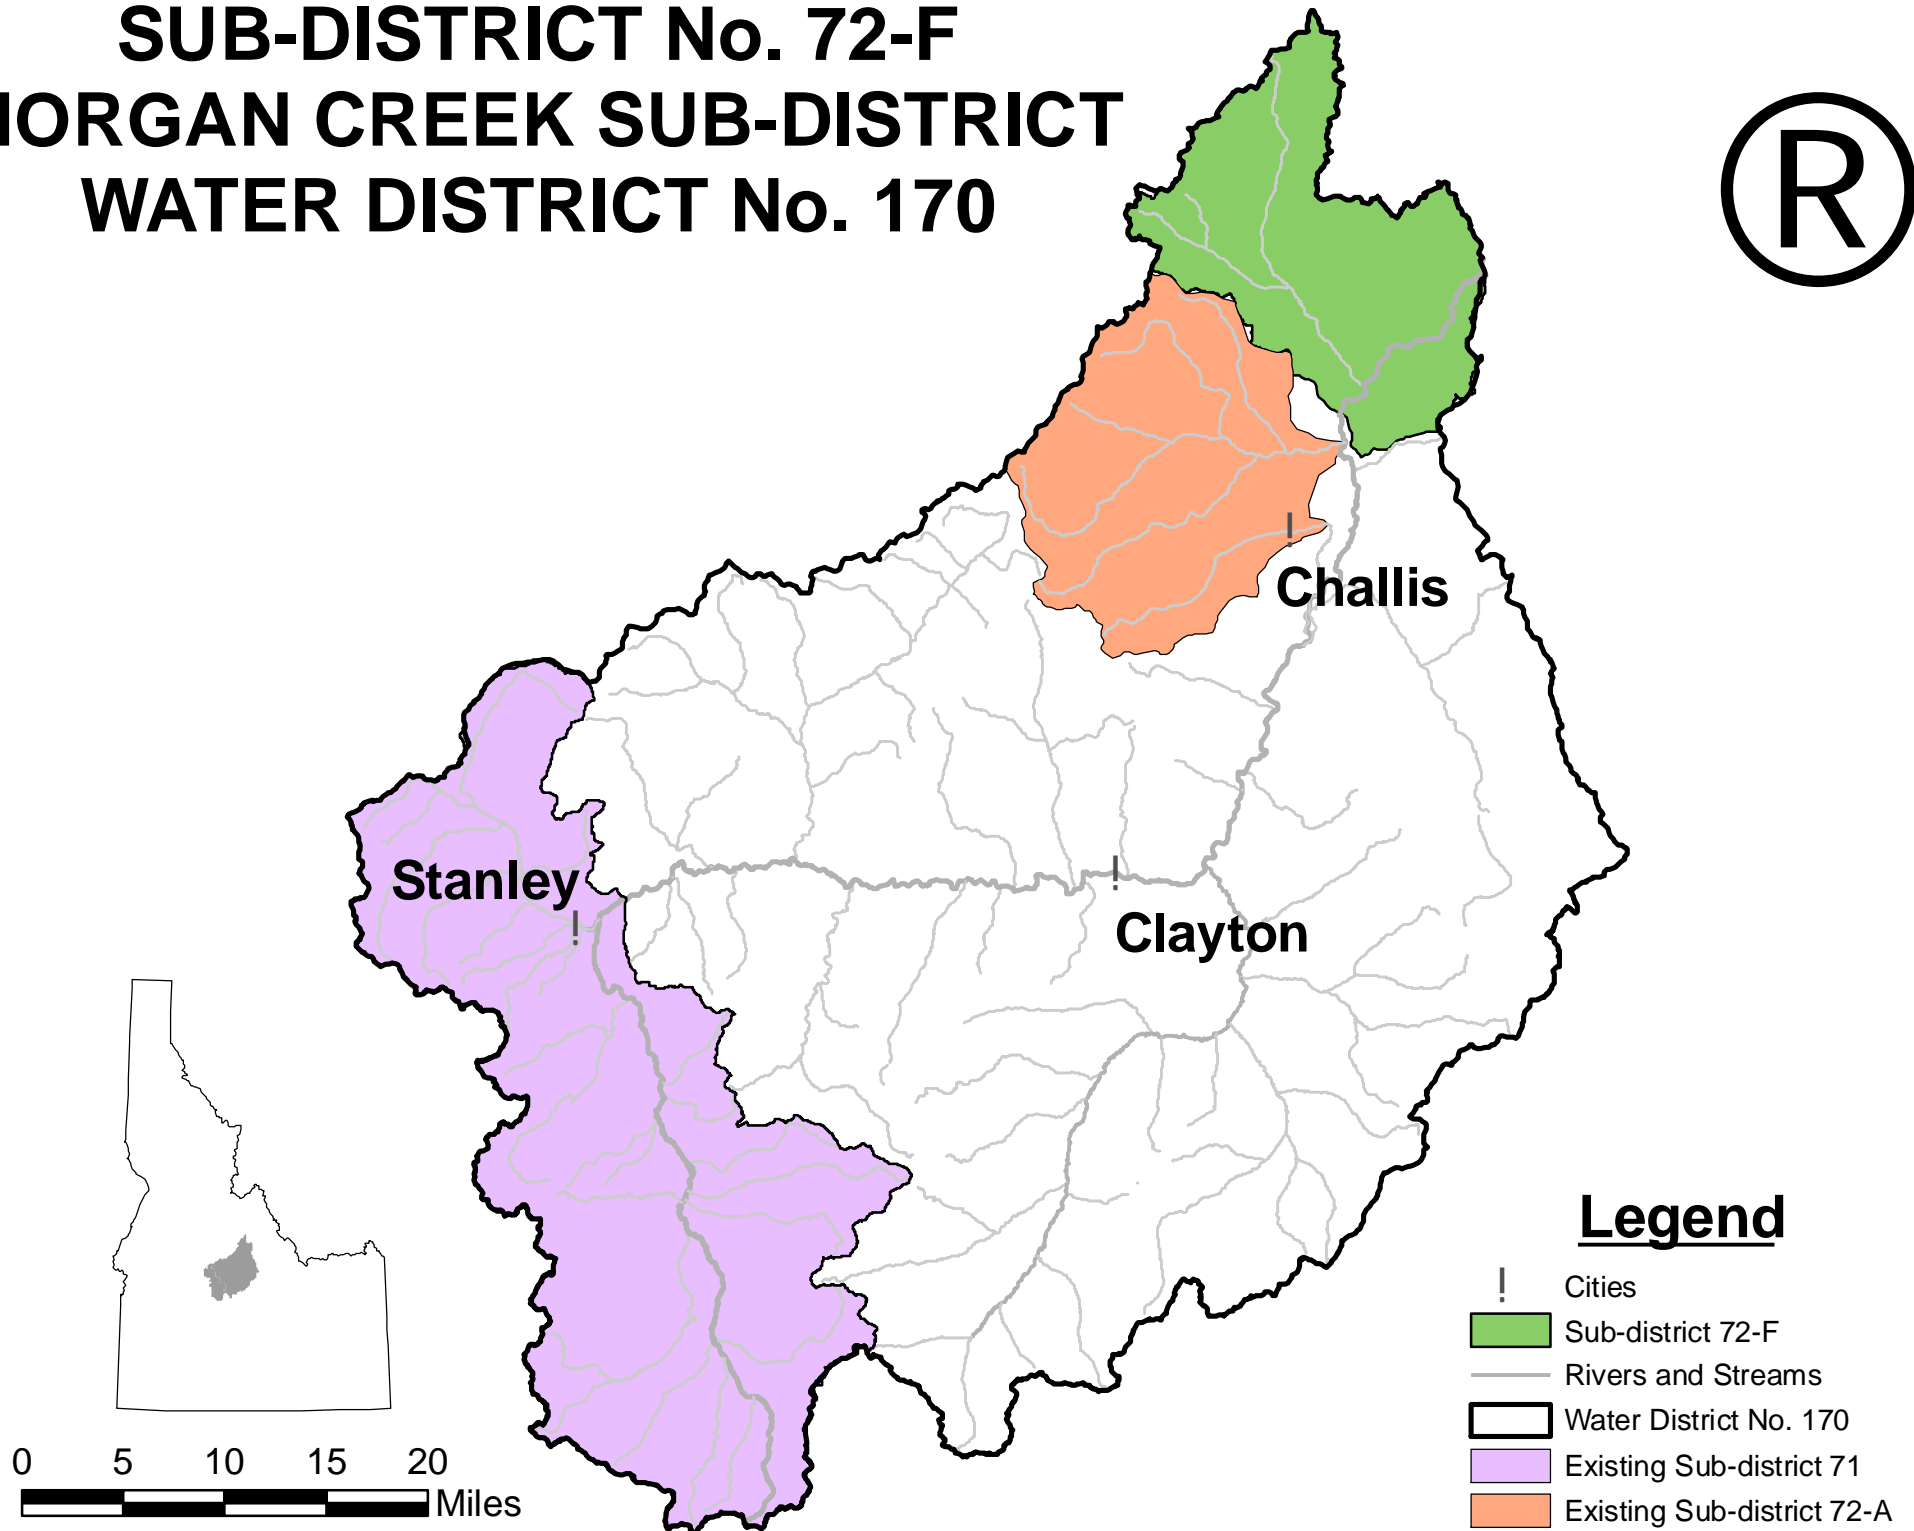 SUB-DISTRICT No. 72-F
MORGAN CREEK SUB-DISTRICT
WATER DISTRICT No. 170
®
Challis
Stanley
Clayton
Legend
! Cities
Sub-district 72-F
Rivers and Streams
Water District No. 170
Existing Sub-district 71
Existing Sub-district 72-A
0 5 10 15 20
Miles